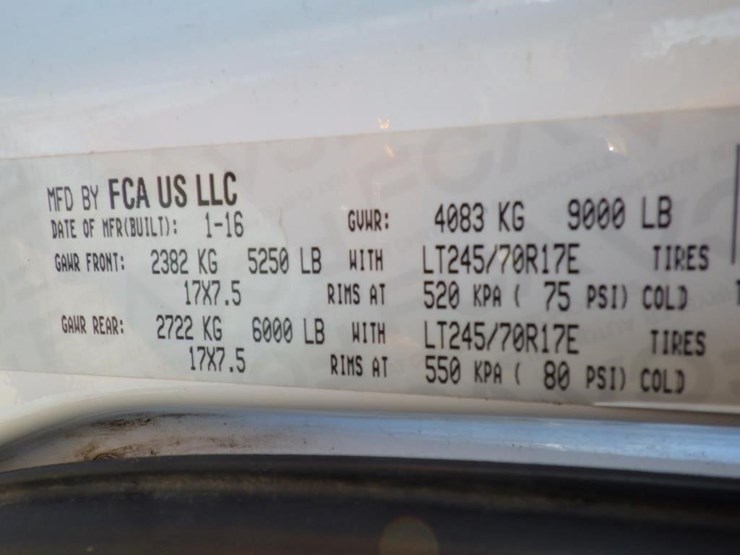 MFD BY FCA US LLC
DATE OF MFR(BUILT): 1-16 GVWR: 4083 KG 9000 LB
GAWR FRONT: 2382 KG 5250 LB WITH LT245/70R17E TIRES
17X7.5 RIMS AT 520 KPA ( 75 PSI) COLD
GAWR REAR: 2722 KG 6000 LB WITH LT245/70R17E TIRES
17X7.5 RIMS AT 550 KPA ( 80 PSI) COLD